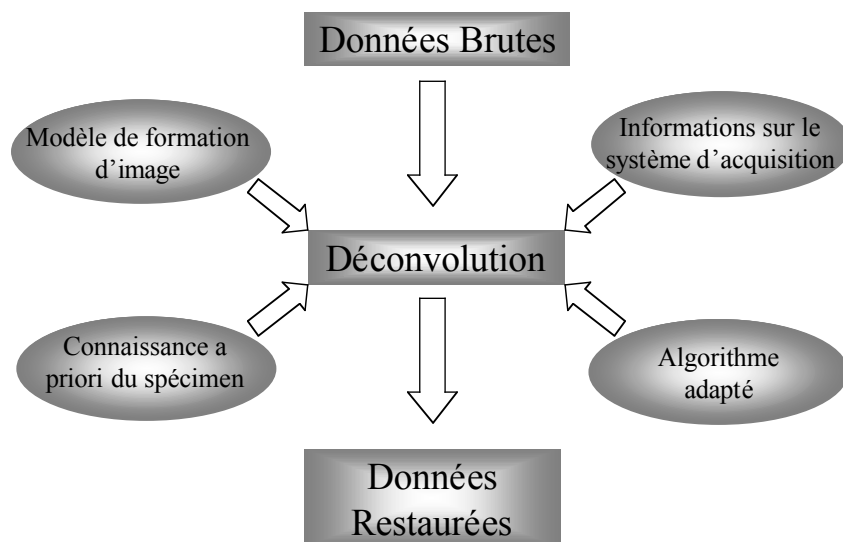 Données Brutes
Modèle de formation
d’image
Informations sur le
système d’acquisition
Déconvolution
Connaissance a
priori du spécimen
Algorithme
adapté
Données
Restaurées